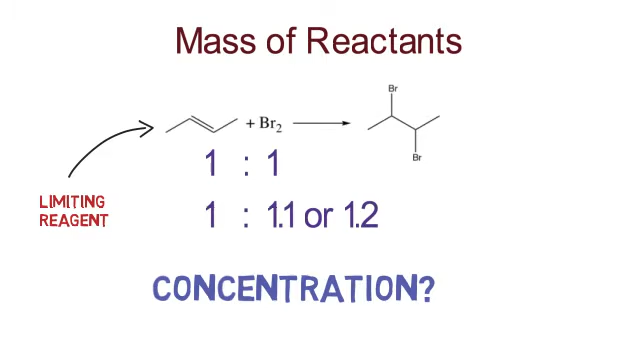 Mass of Reactants
Br
+ Br₂
Br
1 : 1
LIMITING
REAGENT
1 : 1.1 or 1.2
CONCENTRATION?